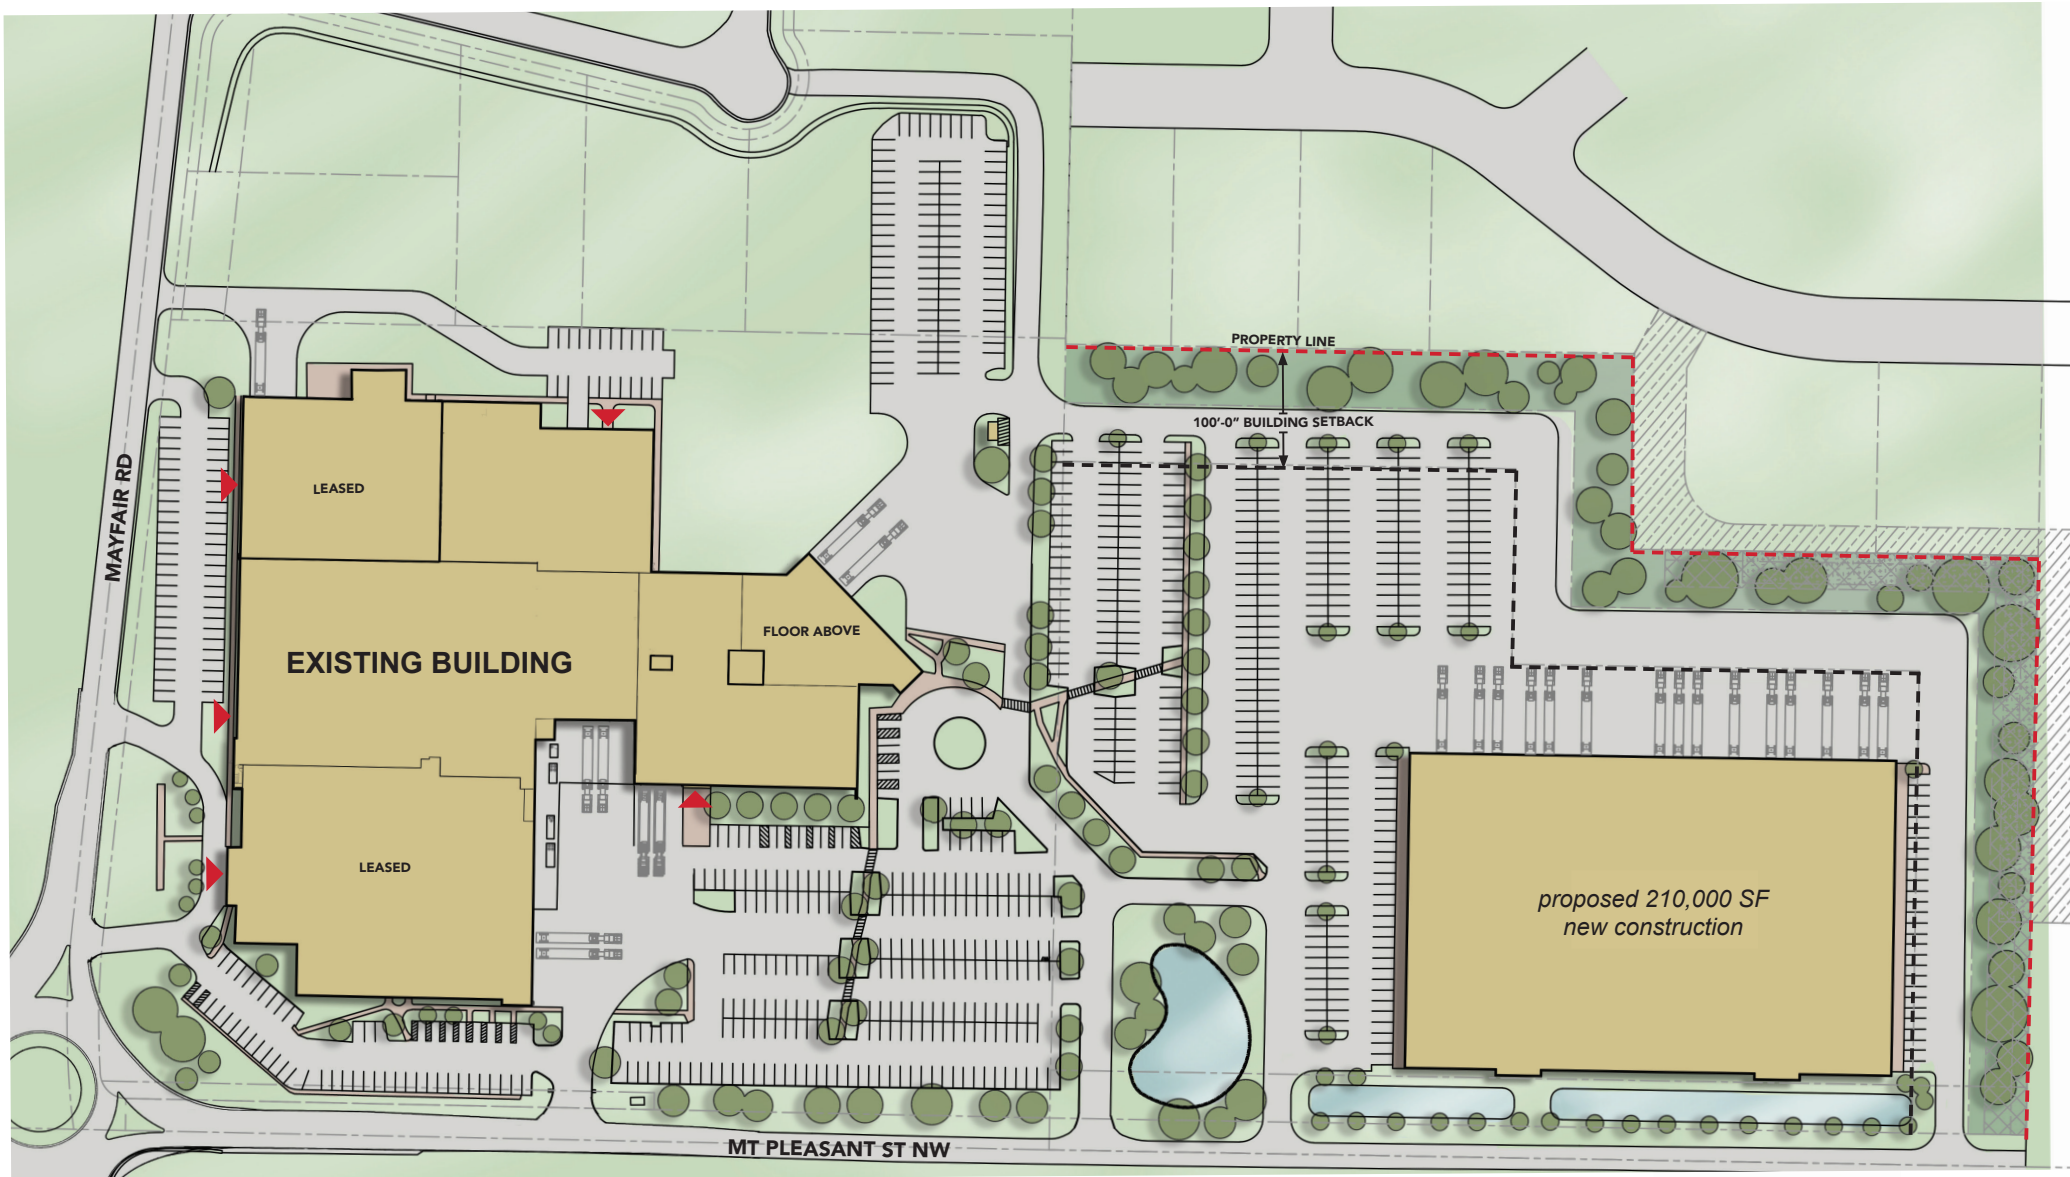 PROPERTY LINE
100'-0" BUILDING SETBACK
MAYFAIR RD
LEASED
FLOOR ABOVE
EXISTING BUILDING
LEASED
proposed 210,000 SF
new construction
MT PLEASANT ST NW